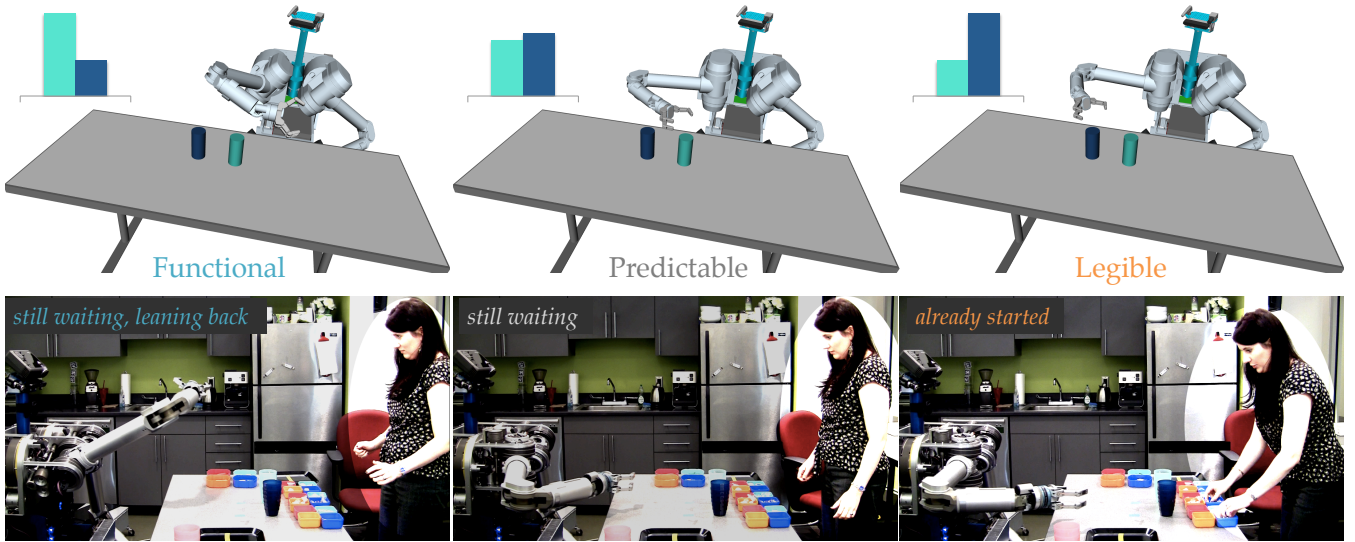 Functional
Predictable
Legible
still waiting, leaning back
still waiting
already started